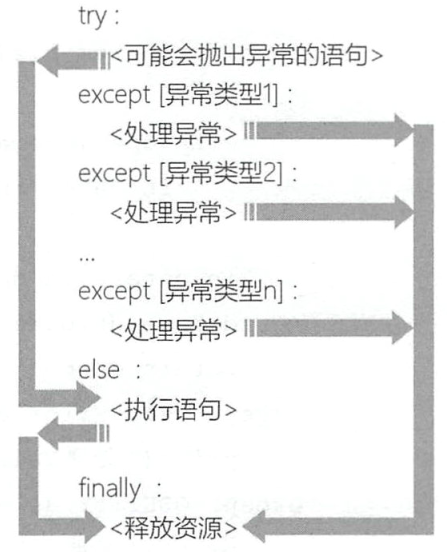 try :
<可能会抛出异常的语句>
except [异常类型1] :
<处理异常>
except [异常类型2] :
<处理异常>
...
except [异常类型n] :
<处理异常>
else :
<执行语句>
finally :
<释放资源>